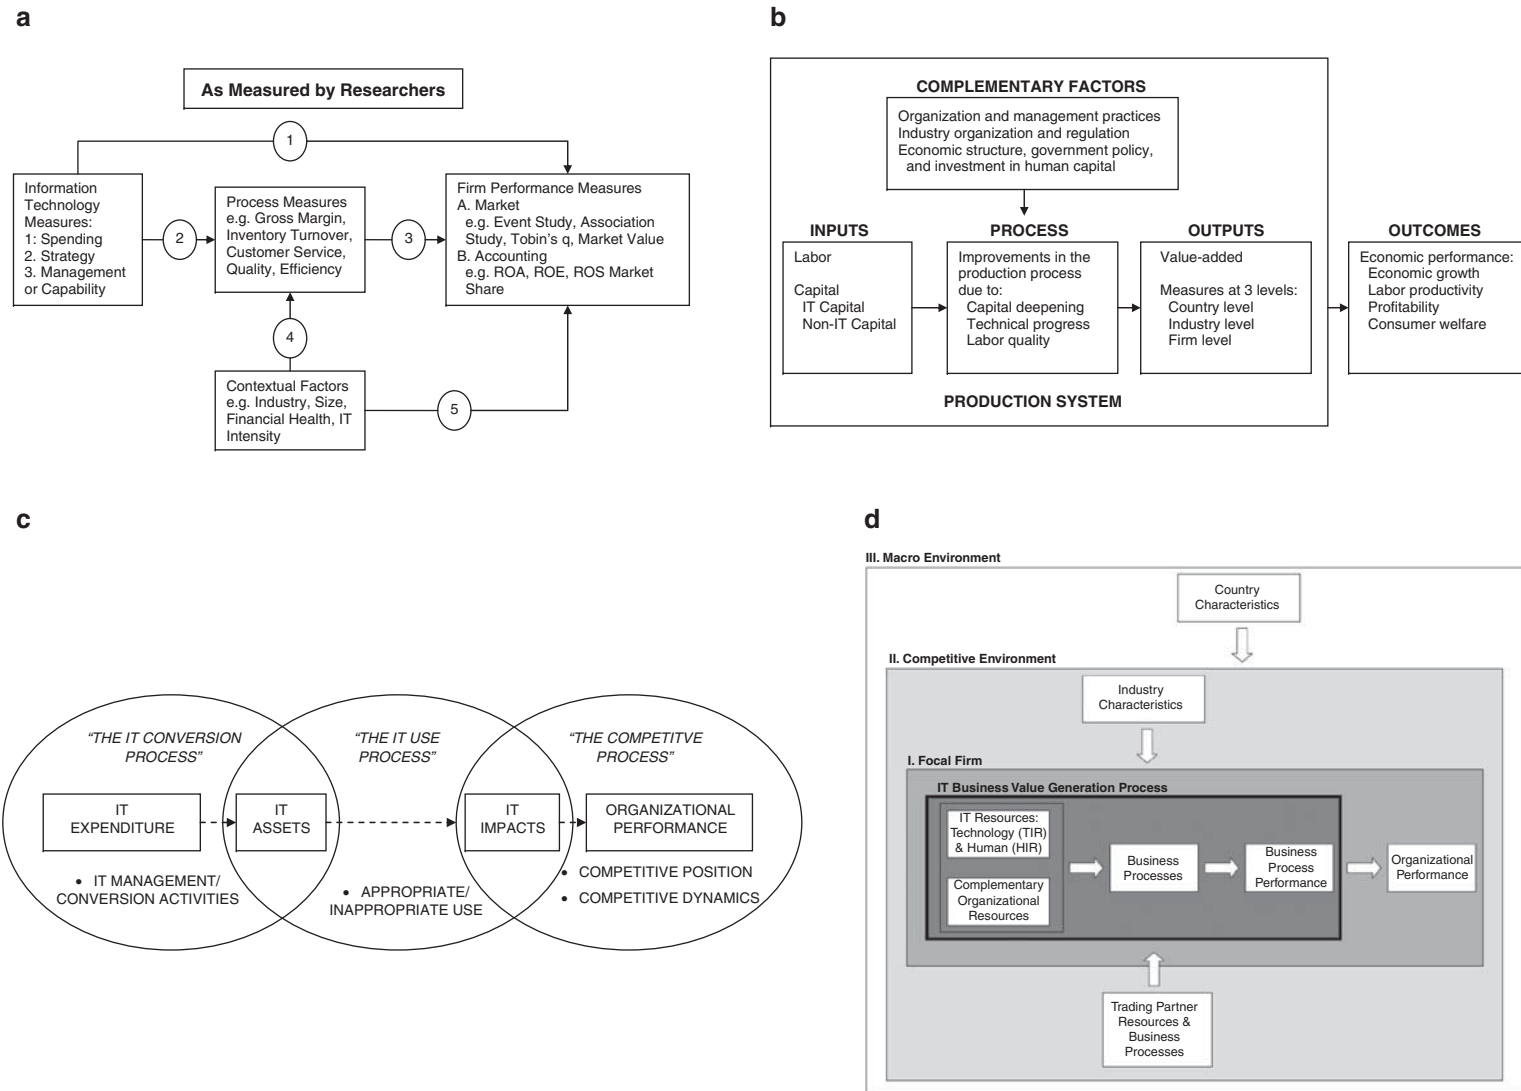 a
As Measured by Researchers
1
Information
Technology
Measures:
1: Spending
2. Strategy
3. Management
or Capability
2
Process Measures
e.g. Gross Margin,
Inventory Turnover,
Customer Service,
Quality, Efficiency
3
Firm Performance Measures
A. Market
e.g. Event Study, Association
Study, Tobin's q, Market Value
B. Accounting
e.g. ROA, ROE, ROS Market
Share
4
Contextual Factors
e.g. Industry, Size,
Financial Health, IT
Intensity
5
b
COMPLEMENTARY FACTORS
Organization and management practices
Industry organization and regulation
Economic structure, government policy,
and investment in human capital
INPUTS
Labor
Capital
IT Capital
Non-IT Capital
PROCESS
Improvements in the
production process
due to:
Capital deepening
Technical progress
Labor quality
OUTPUTS
Value-added
Measures at 3 levels:
Country level
Industry level
Firm level
OUTCOMES
Economic performance:
Economic growth
Labor productivity
Profitability
Consumer welfare
PRODUCTION SYSTEM
c
"THE IT CONVERSION
PROCESS"
IT
EXPENDITURE
• IT MANAGEMENT/
CONVERSION ACTIVITIES
IT
ASSETS
"THE IT USE
PROCESS"
• APPROPRIATE/
INAPPROPRIATE USE
IT
IMPACTS
"THE COMPETITVE
PROCESS"
ORGANIZATIONAL
PERFORMANCE
• COMPETITIVE POSITION
• COMPETITIVE DYNAMICS
d
III. Macro Environment
Country
Characteristics
II. Competitive Environment
Industry
Characteristics
I. Focal Firm
IT Business Value Generation Process
IT Resources:
Technology (TIR)
& Human (HIR)
Complementary
Organizational
Resources
Business
Processes
Business
Process
Performance
Organizational
Performance
Trading Partner
Resources &
Business
Processes